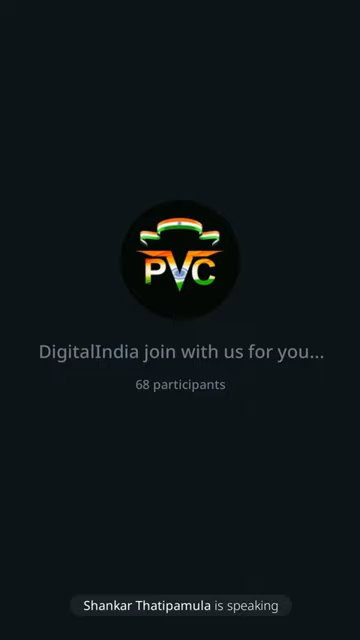 PVC
DigitalIndia join with us for you...
68 participants
Shankar Thatipamula is speaking